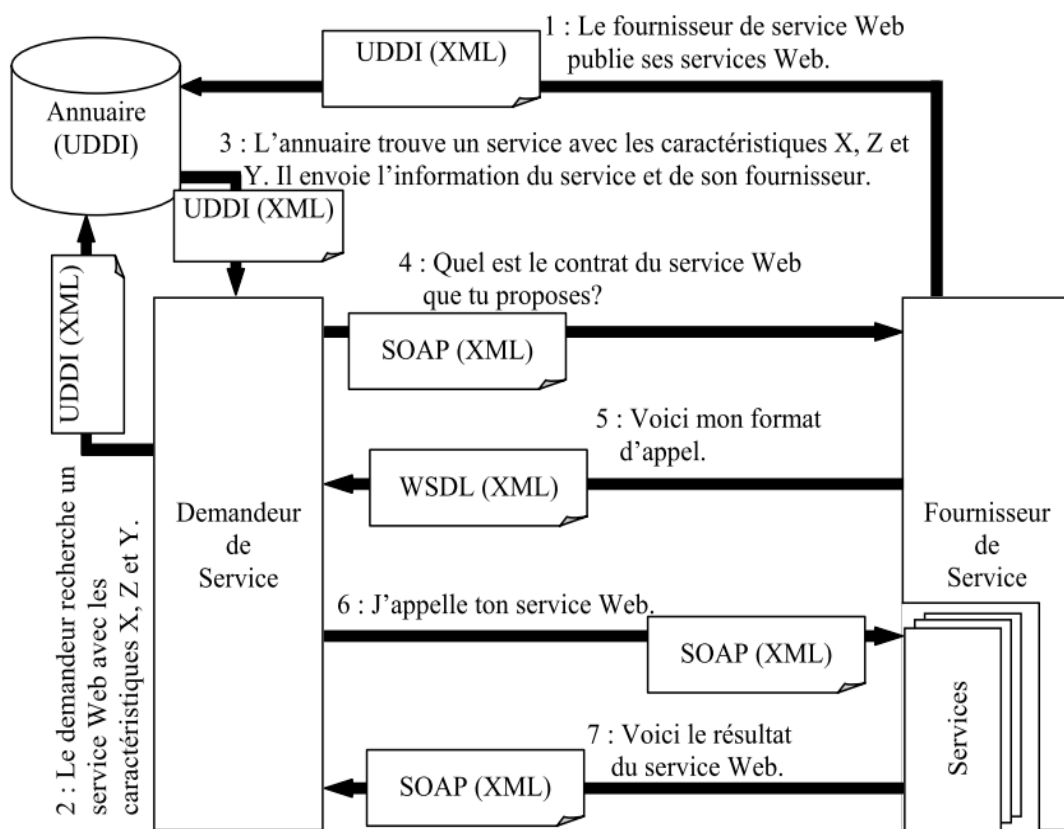 1 : Le fournisseur de service Web
publie ses services Web.
UDDI (XML)
Annuaire
(UDDI)
3 : L’annuaire trouve un service avec les caractéristiques X, Z et
Y. Il envoie l’information du service et de son fournisseur.
UDDI (XML)
UDDI (XML)
4 : Quel est le contrat du service Web
que tu proposes?
SOAP (XML)
5 : Voici mon format
d’appel.
WSDL (XML)
Demandeur
de
Service
Fournisseur
de
Service
2 : Le demandeur recherche un
service Web avec les
caractéristiques X, Z et Y.
6 : J’appelle ton service Web.
SOAP (XML)
Services
7 : Voici le résultat
du service Web.
SOAP (XML)